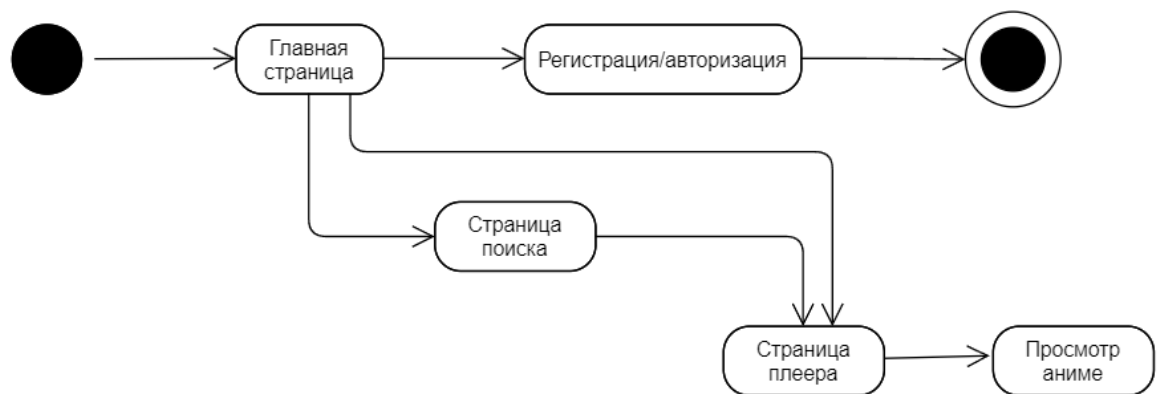 Главная
страница
Регистрация/авторизация
Страница
поиска
Страница
плеера
Просмотр
аниме